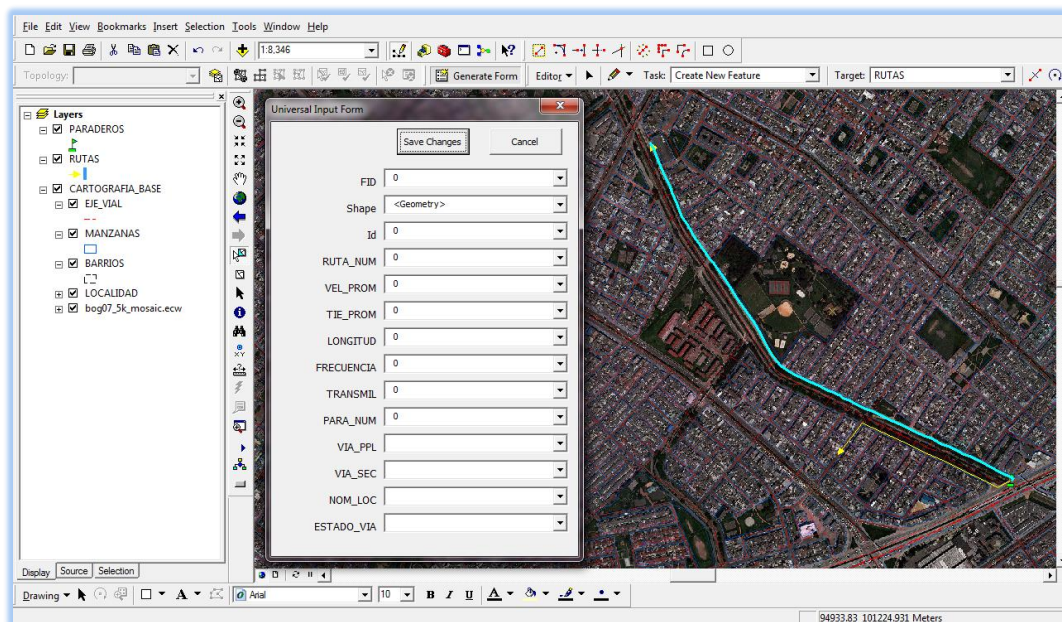 File Edit View Bookmarks Insert Selection Tools Window Help
1:8,346
Topology: Generate Form Editor Task: Create New Feature Target: RUTAS
Layers
PARADEROS
RUTAS
CARTOGRAFIA_BASE
EJE_VIAL
MANZANAS
BARRIOS
LOCALIDAD
bog07_5k_mosaic.ecw
Universal Input Form
Save Changes Cancel
FID 0
Shape <Geometry>
Id 0
RUTA_NUM 0
VEL_PROM 0
TIE_PROM 0
LONGITUD 0
FRECUENCIA 0
TRANSMIL 0
PARA_NUM 0
VIA_PPL
VIA_SEC
NOM_LOC
ESTADO_VIA
Display Source Selection
Drawing A Arial 10 B I U A
94933.83 101224.931 Meters